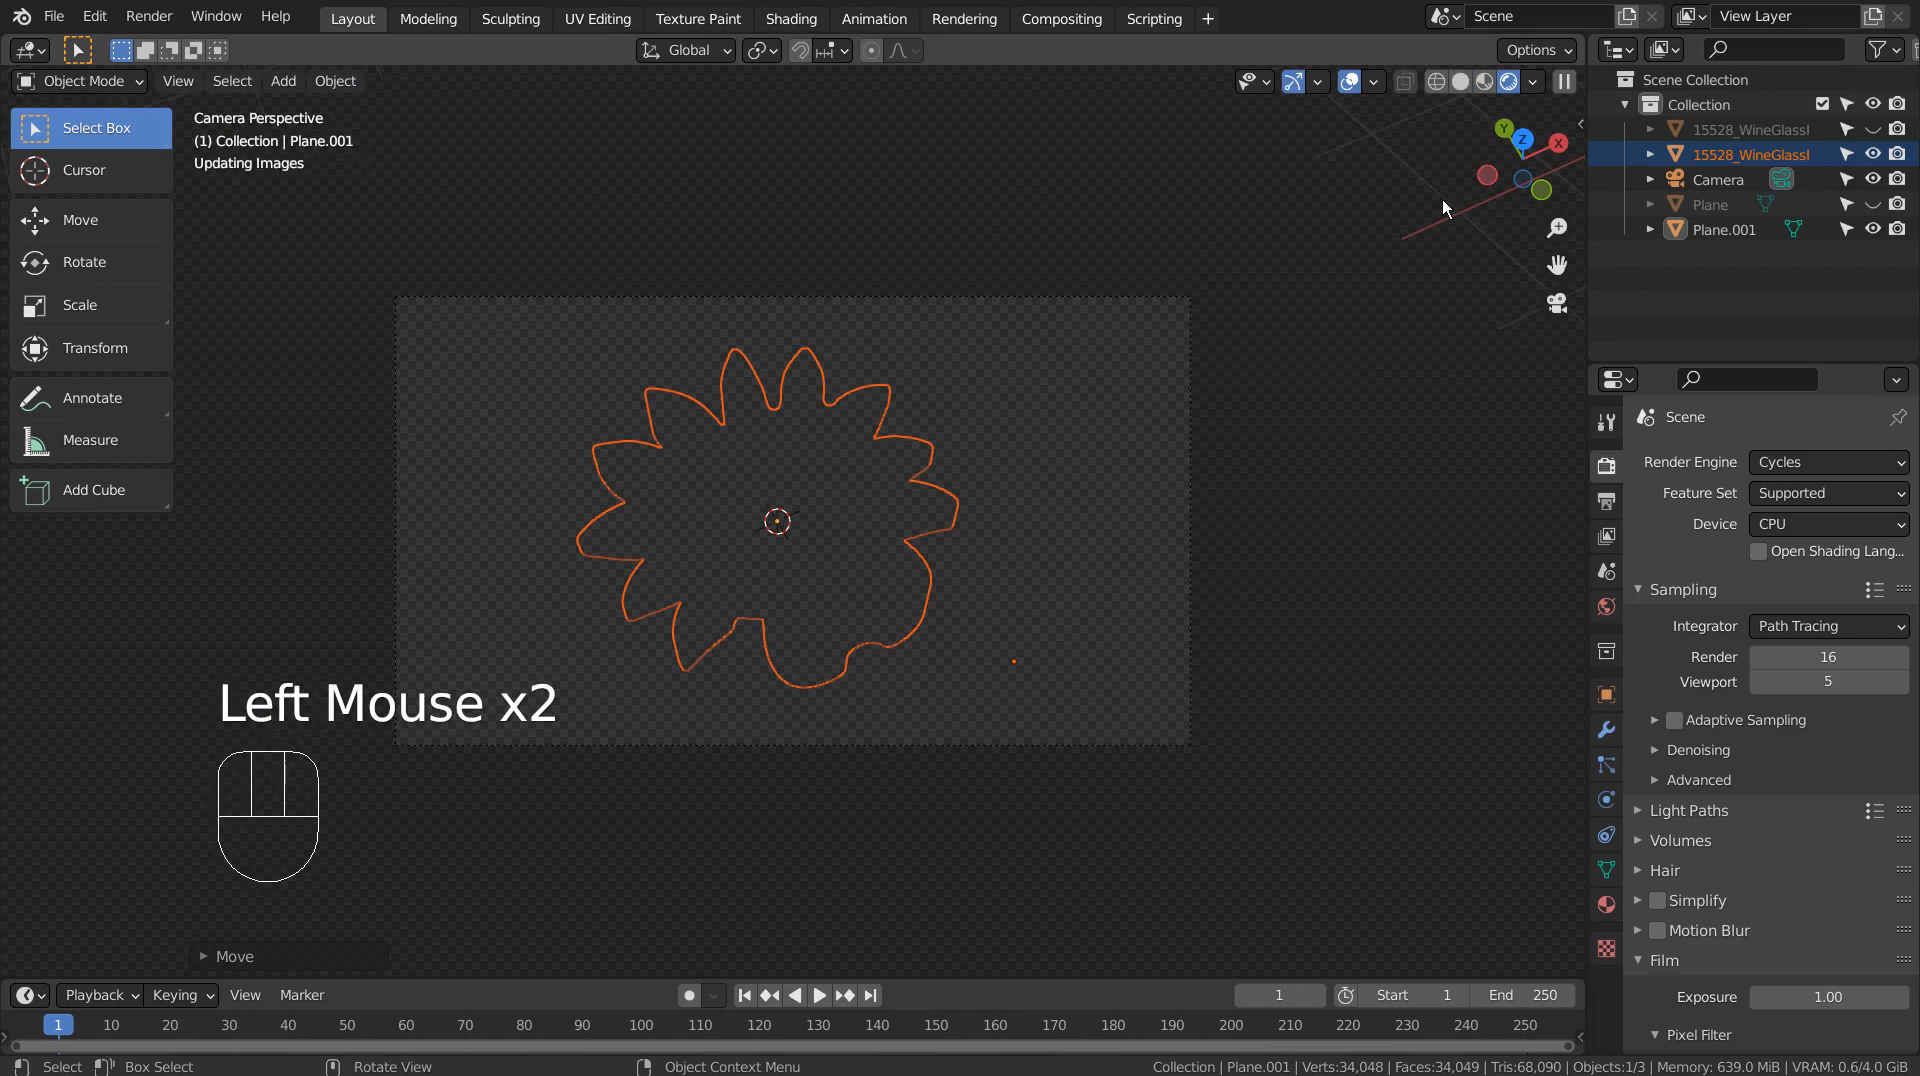 File Edit Render Window Help Layout Modeling Sculpting UV Editing Texture Paint Shading Animation Rendering Compositing Scripting + Scene View Layer
Global Options
Object Mode View Select Add Object
Scene Collection
Collection
15528_WineGlassI
15528_WineGlassI
Camera
Plane
Plane.001
Select Box
Cursor
Move
Rotate
Scale
Transform
Annotate
Measure
Add Cube
Camera Perspective
(1) Collection | Plane.001
Updating Images
Y
Z
X
Left Mouse x2
Move
Scene
Render Engine Cycles
Feature Set Supported
Device CPU
Open Shading Lang...
Sampling
Integrator Path Tracing
Render 16
Viewport 5
Adaptive Sampling
Denoising
Advanced
Light Paths
Volumes
Hair
Simplify
Motion Blur
Film
Exposure 1.00
Pixel Filter
Playback Keying View Marker 1 Start 1 End 250
1 10 20 30 40 50 60 70 80 90 100 110 120 130 140 150 160 170 180 190 200 210 220 230 240 250
Select Box Select Rotate View Object Context Menu Collection | Plane.001 | Verts:34,048 | Faces:34,049 | Tris:68,090 | Objects:1/3 | Memory: 639.0 MiB | VRAM: 0.6/4.0 GiB